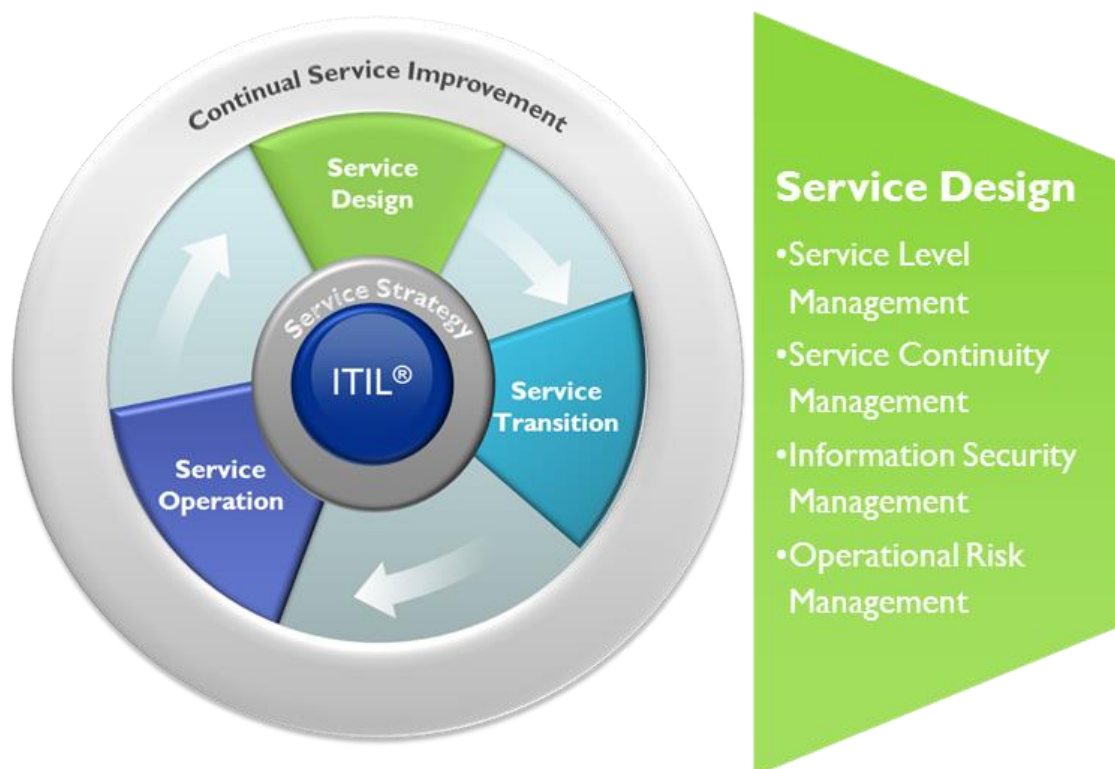 Continual Service Improvement
Service
Design
Service Strategy
ITIL®
Service
Transition
Service
Operation
Service Design
•Service Level
Management
•Service Continuity
Management
•Information Security
Management
•Operational Risk
Management